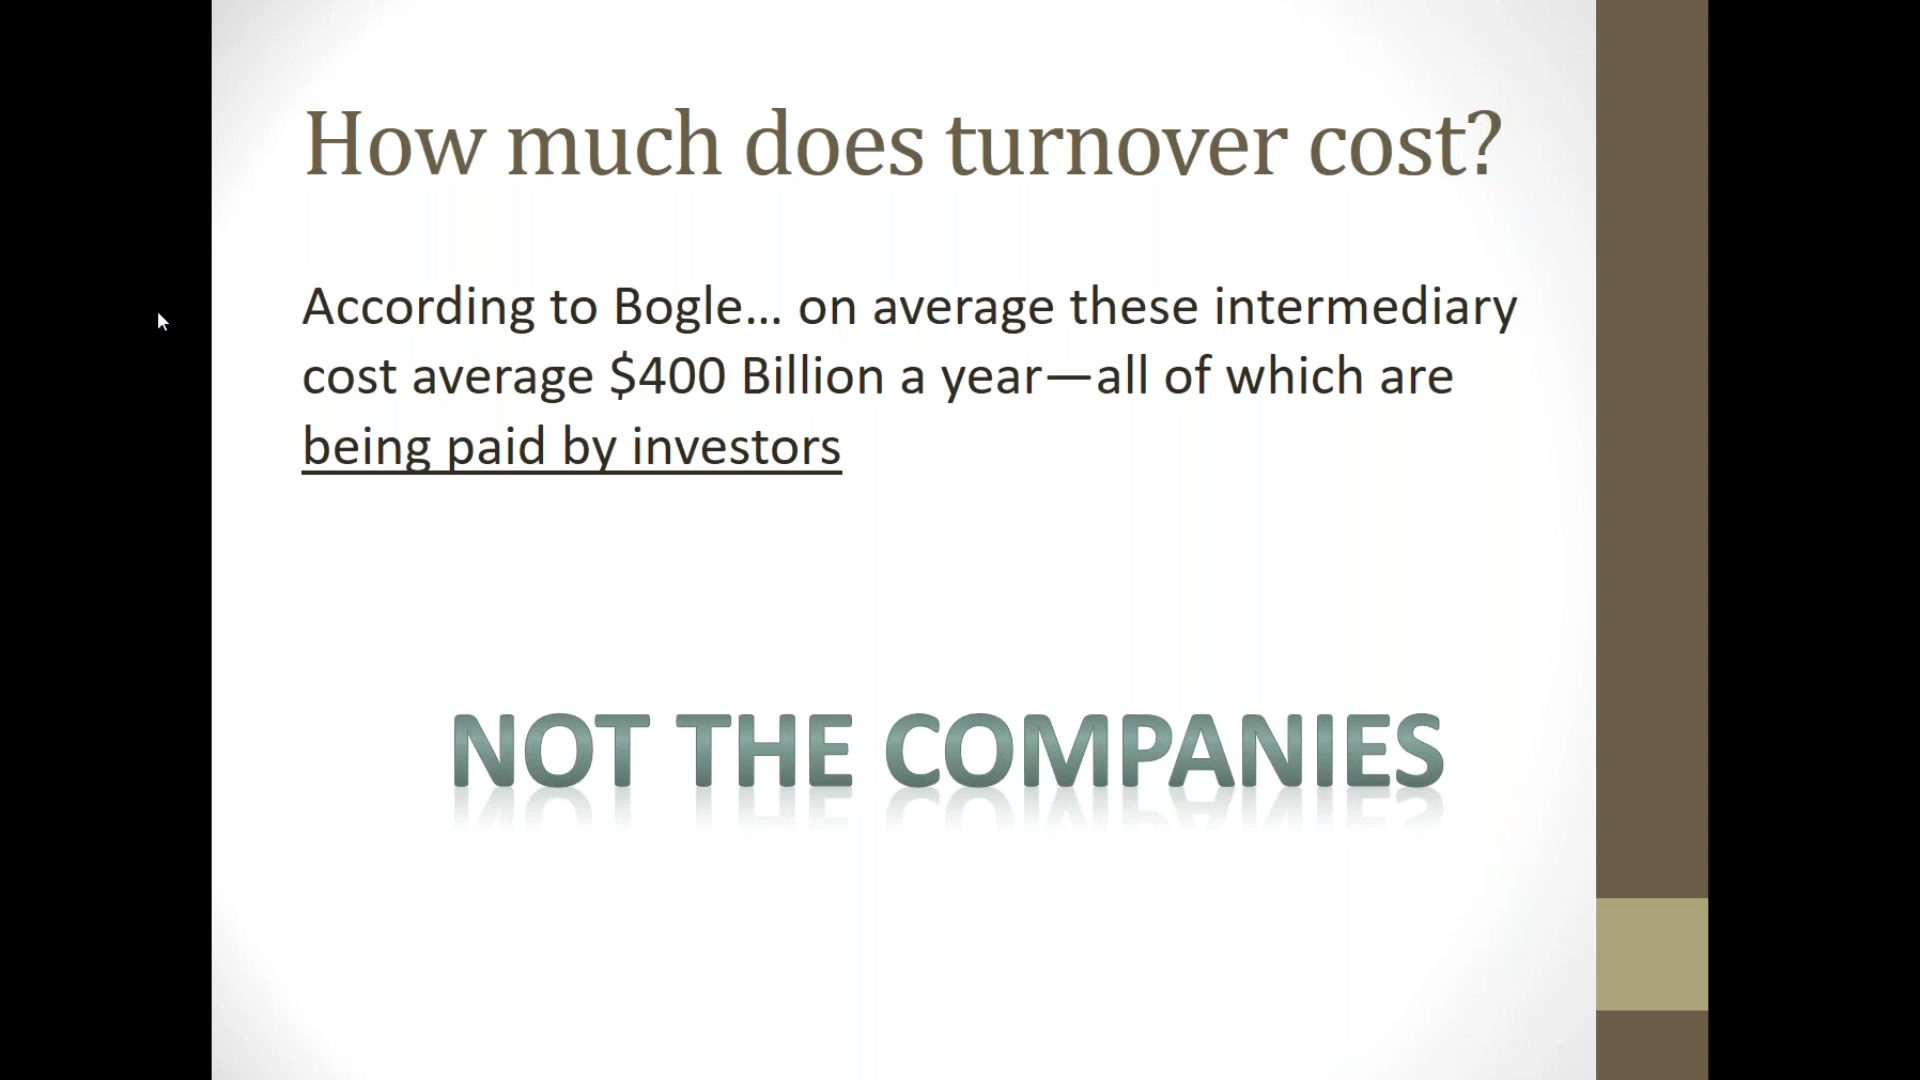 How much does turnover cost?
According to Bogle... on average these intermediary
cost average $400 Billion a year—all of which are
being paid by investors
NOT THE COMPANIES